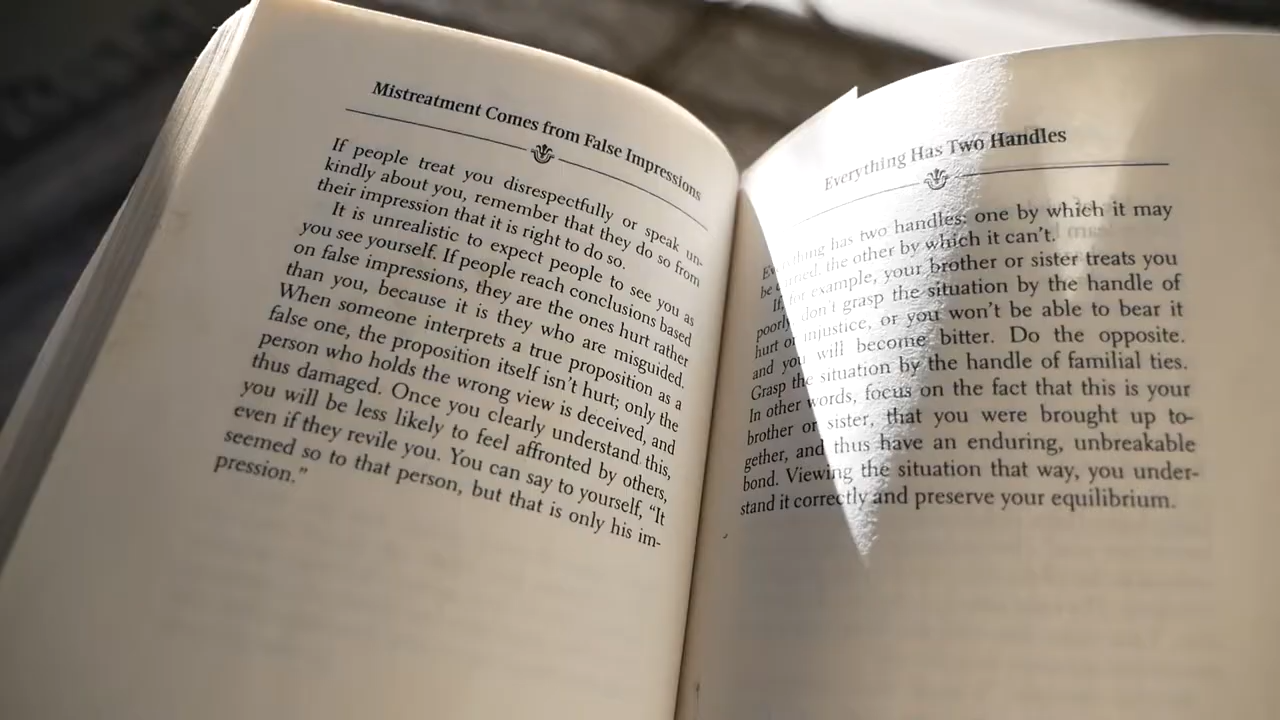 Mistreatment Comes from False Impressions
If people treat you disrespectfully or speak un-
kindly about you, remember that they do so from
their impression that it is right to do so.
It is unrealistic to expect people to see you as
you see yourself. If people reach conclusions based
on false impressions, they are the ones hurt rather
than you, because it is they who are misguided.
When someone interprets a true proposition as a
false one, the proposition itself isn't hurt; only the
person who holds the wrong view is deceived, and
thus damaged. Once you clearly understand this,
you will be less likely to feel affronted by others,
even if they revile you. You can say to yourself, "It
seemed so to that person, but that is only his im-
pression."
Everything Has Two Handles
Everything has two handles: one by which it may
be carried, the other by which it can't.
If, for example, your brother or sister treats you
poorly, don't grasp the situation by the handle of
hurt or injustice, or you won't be able to bear it
and you will become bitter. Do the opposite.
Grasp the situation by the handle of familial ties.
In other words, focus on the fact that this is your
brother or sister, that you were brought up to-
gether, and thus have an enduring, unbreakable
bond. Viewing the situation that way, you under-
stand it correctly and preserve your equilibrium.